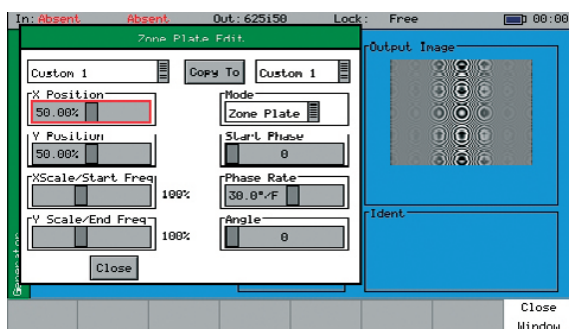 In: Absent Absent Out: 625i50 Lock: Free 00:00
Zone Plate Edit
Output Image
Custom 1 Copy To Custom 1
X Position Mode
50.00% Zone Plate
Y Position Start Phase
50.00% 0
XScale/Start Freq Phase Rate
100% 30.0°/F
Y Scale/End Freq Angle
100% 0
Ident
Close
Generator
Close
Window